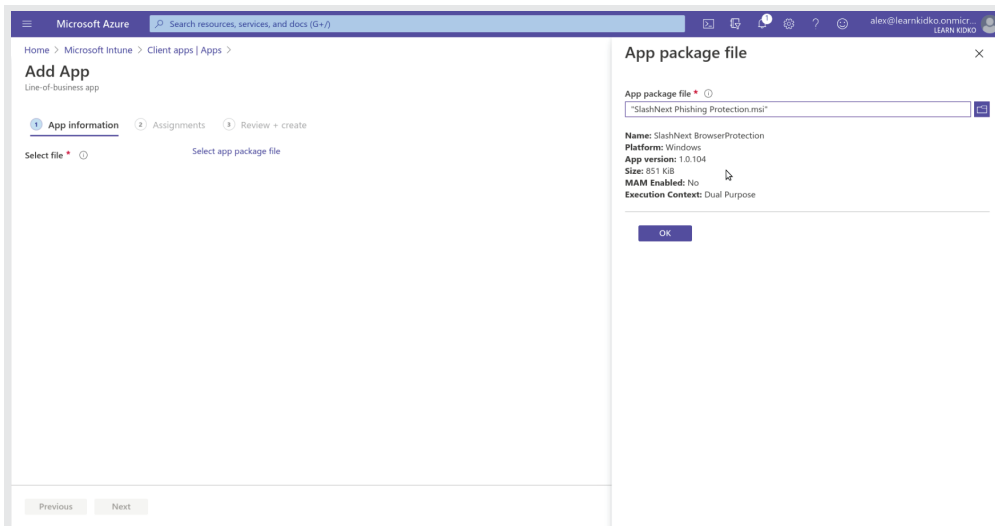 Microsoft Azure
Search resources, services, and docs (G+/)
1
alex@learnkidko.onmicr...
LEARN KIDKO
Home > Microsoft Intune > Client apps | Apps >
Add App
Line-of-business app
1 App information
2 Assignments
3 Review + create
Select file *
Select app package file
Previous
Next
App package file
App package file *
"SlashNext Phishing Protection.msi"
Name: SlashNext BrowserProtection
Platform: Windows
App version: 1.0.104
Size: 851 KiB
MAM Enabled: No
Execution Context: Dual Purpose
OK